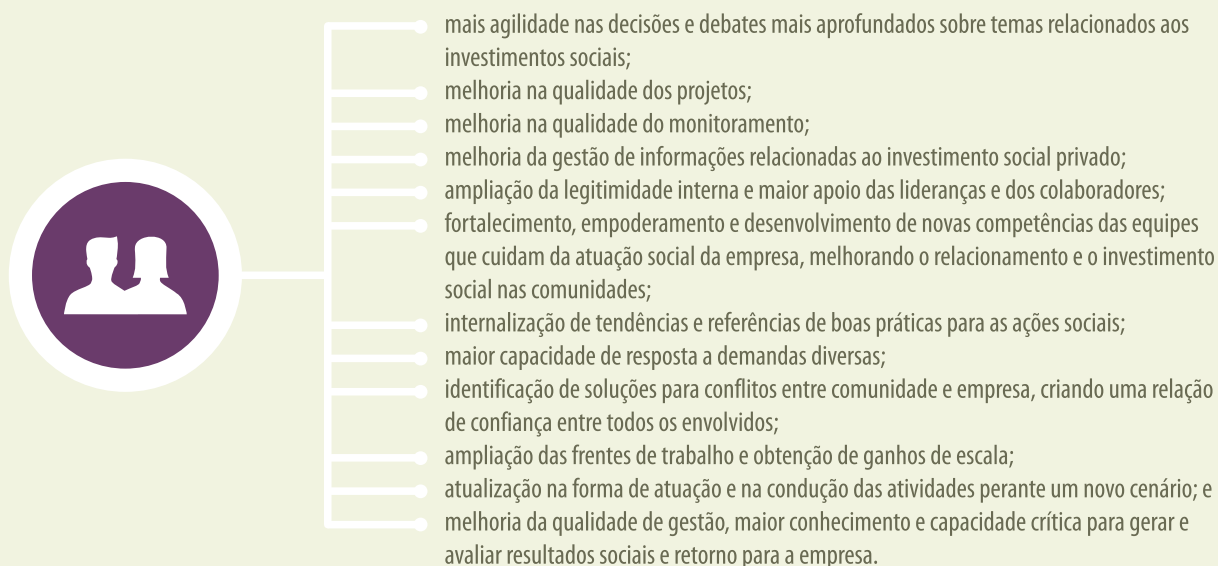 mais agilidade nas decisões e debates mais aprofundados sobre temas relacionados aos
investimentos sociais;
melhoria na qualidade dos projetos;
melhoria na qualidade do monitoramento;
melhoria da gestão de informações relacionadas ao investimento social privado;
ampliação da legitimidade interna e maior apoio das lideranças e dos colaboradores;
fortalecimento, empoderamento e desenvolvimento de novas competências das equipes
que cuidam da atuação social da empresa, melhorando o relacionamento e o investimento
social nas comunidades;
internalização de tendências e referências de boas práticas para as ações sociais;
maior capacidade de resposta a demandas diversas;
identificação de soluções para conflitos entre comunidade e empresa, criando uma relação
de confiança entre todos os envolvidos;
ampliação das frentes de trabalho e obtenção de ganhos de escala;
atualização na forma de atuação e na condução das atividades perante um novo cenário; e
melhoria da qualidade de gestão, maior conhecimento e capacidade crítica para gerar e
avaliar resultados sociais e retorno para a empresa.